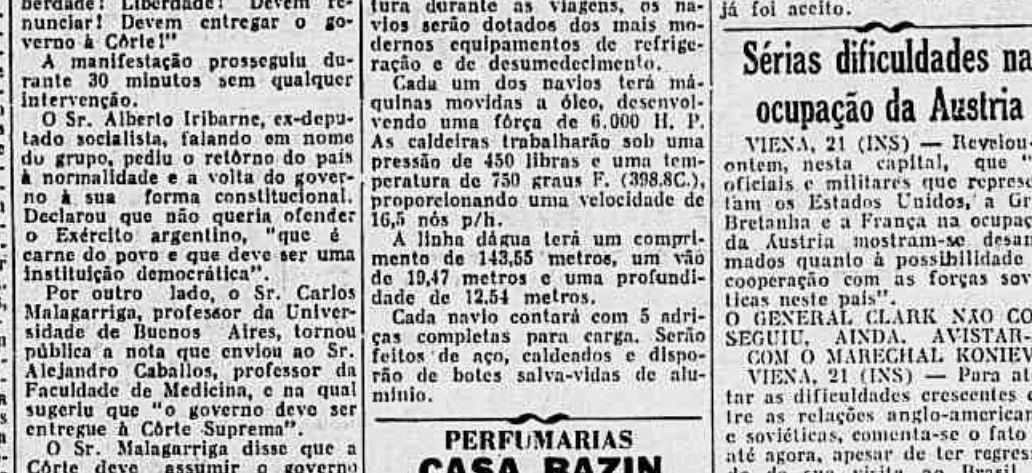 berdade! Liberdade! Devem re-
nunciar! Devem entregar o go-
verno à Côrte!"
A manifestação prosseguiu du-
rante 30 minutos sem qualquer
intervenção.
O Sr. Alberto Iribarne, ex-depu-
tado socialista, falando em nome
do grupo, pediu o retôrno do país
à normalidade e a volta do gover-
no à sua forma constitucional.
Declarou que não queria ofender
o Exército argentino, "que é
carne do povo e que deve ser uma
instituição democrática".
Por outro lado, o Sr. Carlos
Malagarriga, professor da Univer-
sidade de Buenos Aires, tornou
pública a nota que enviou ao Sr.
Alejandro Caballos, professor da
Faculdade de Medicina, e na qual
sugeriu que "o governo deve ser
entregue à Côrte Suprema".
O Sr. Malagarriga disse que a
Côrte deve assumir o governo
tura durante as viagens, os na-
vios serão dotados dos mais mo-
dernos equipamentos de refrige-
ração e de desumedecimento.
Cada um dos navios terá má-
quinas movidas a óleo, desenvol-
vendo uma fôrça de 6.000 H. P.
As caldeiras trabalharão sob uma
pressão de 450 libras e uma tem-
peratura de 750 graus F. (398.8C.),
proporcionando uma velocidade de
16,5 nós p/h.
A linha dágua terá um compri-
mento de 143,55 metros, um vão
de 19,47 metros e uma profundi-
dade de 12.54 metros.
Cada navio contará com 5 adri-
ças completas para carga. Serão
feitos de aço, caldeados e dispo-
rão de botes salva-vidas de alu-
mínio.
PERFUMARIAS
CASA BAZIN
já foi aceito.
Sérias dificuldades na
ocupação da Austria
VIENA, 21 (INS) — Revelou-
ontem, nesta capital, que "
oficiais e militares que represe
tam os Estados Unidos, a Gr
Bretanha e a França na ocupa
da Austria mostram-se desan
mados quanto à possibilidade
cooperação com as forças sov
ticas neste país".
O GENERAL CLARK NÃO CO
SEGUIU, AINDA, AVISTAR-
COM O MARECHAL KONIEV
VIENA, 21 (INS) — Para at
tar as dificuldades crescentes e
tre as relações anglo-american
e soviéticas, comenta-se o fato
até agora, apesar de ter regres